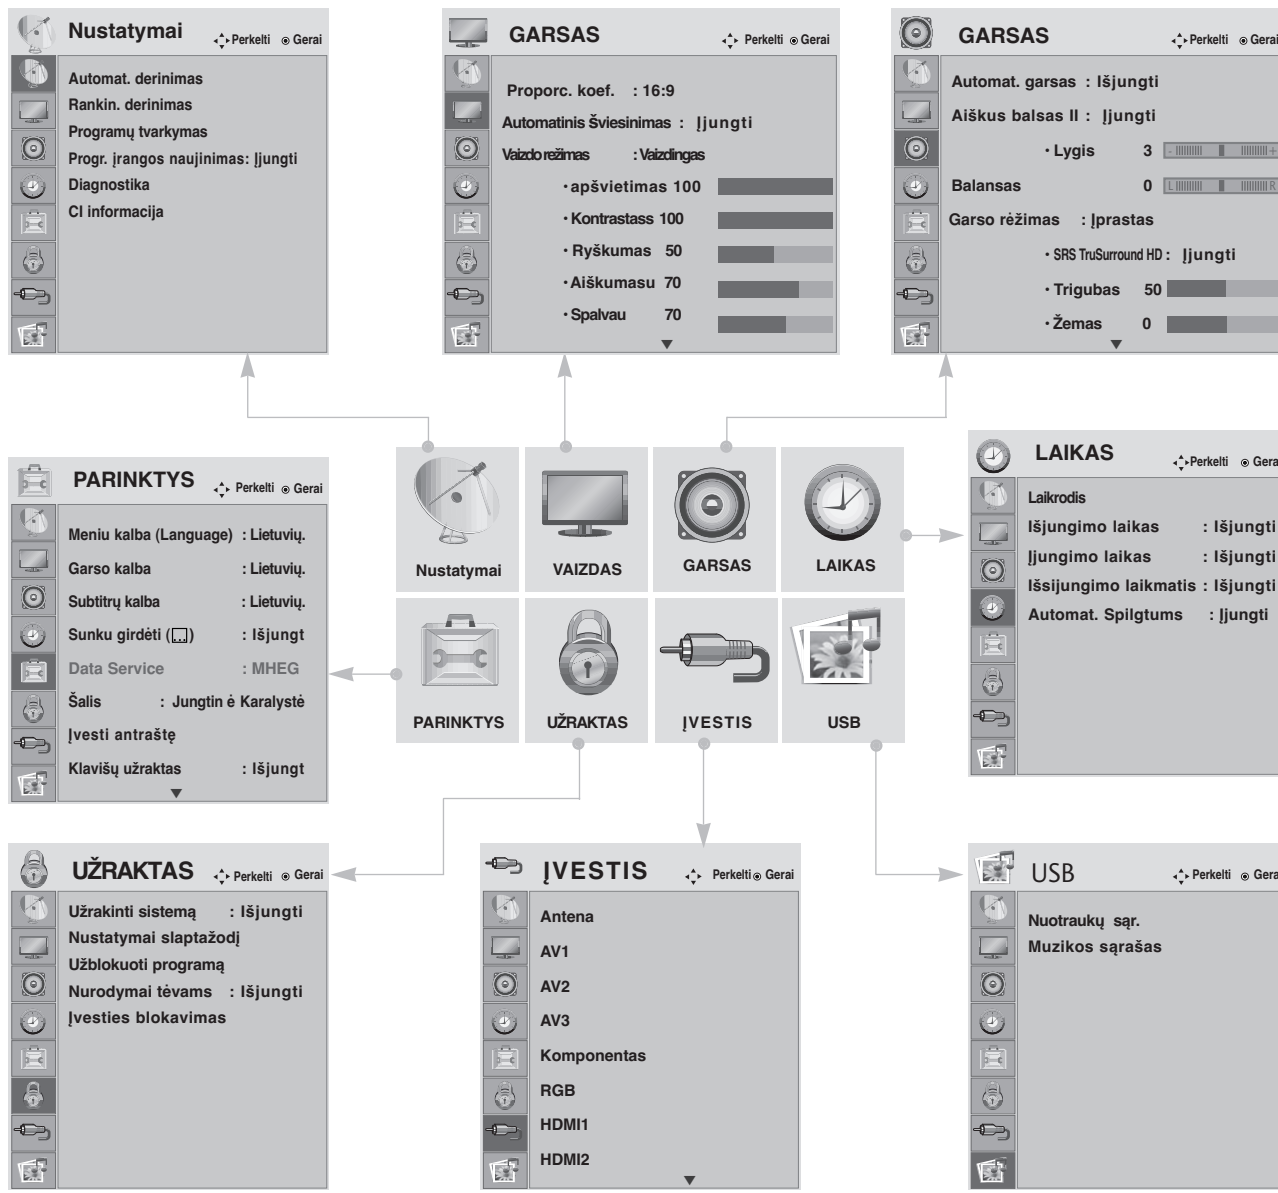 Nustatymai Perkelti Gerai
Automat. derinimas
Rankin. derinimas
Programų tvarkymas
Progr. įrangos naujinimas: Įjungti
Diagnostika
CI informacija
GARSAS Perkelti Gerai
Proporc. koef. : 16:9
Automatinis šviesinimas : Įjungti
Vaizdo režimas : Vaizdingas
• apšvietimas 100
• Kontrastass 100
• Ryškumas 50
• Aiškumasu 70
• Spalvau 70
GARSAS Perkelti Gerai
Automat. garsas : Išjungti
Aiškus balsas II : Įjungti
• Lygis 3 - +
Balansas 0 L R
Garso rėžimas : Įprastas
• SRS TruSurround HD : Įjungti
• Trigubas 50
• Žemas 0
Nustatymai
VAIZDAS
GARSAS
LAIKAS
PARINKTYS
UŽRAKTAS
ĮVESTIS
USB
PARINKTYS Perkelti Gerai
Meniu kalba (Language) : Lietuvių.
Garso kalba : Lietuvių.
Subtitrų kalba : Lietuvių.
Sunku girdėti ( ) : Išjungt
Data Service : MHEG
Šalis : Jungtin ė Karalystė
Įvesti antraštę
Klavišų užraktas : Išjungt
LAIKAS Perkelti Gerai
Laikrodis
Išjungimo laikas : Išjungti
Įjungimo laikas : Išjungti
Išsijungimo laikmatis : Išjungti
Automat. Spilgtums : Įjungti
UŽRAKTAS Perkelti Gerai
Užrakinti sistemą : Išjungti
Nustatymai slaptažodį
Užblokuoti programą
Nurodymai tėvams : Išjungti
Įvesties blokavimas
ĮVESTIS Perkelti Gerai
Antena
AV1
AV2
AV3
Komponentas
RGB
HDMI1
HDMI2
USB Perkelti Gerai
Nuotraukų sąr.
Muzikos sąrašas